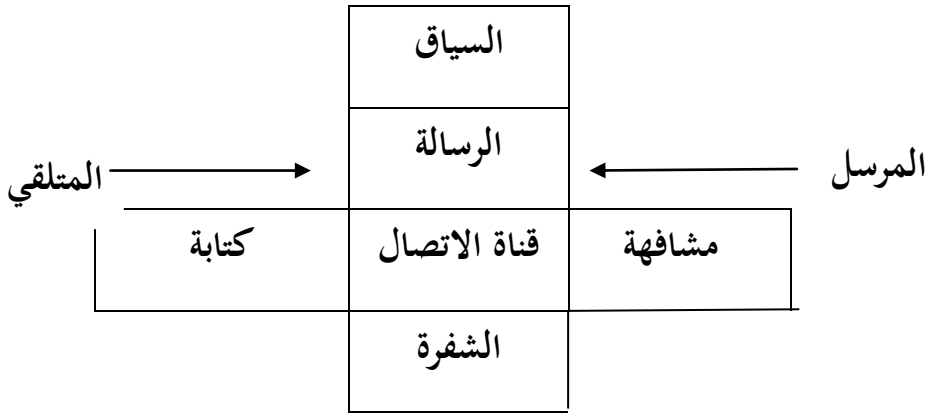 السياق
الرسالة
المرسل
المتلقي
مشافهة
قناة الاتصال
كتابة
الشفرة